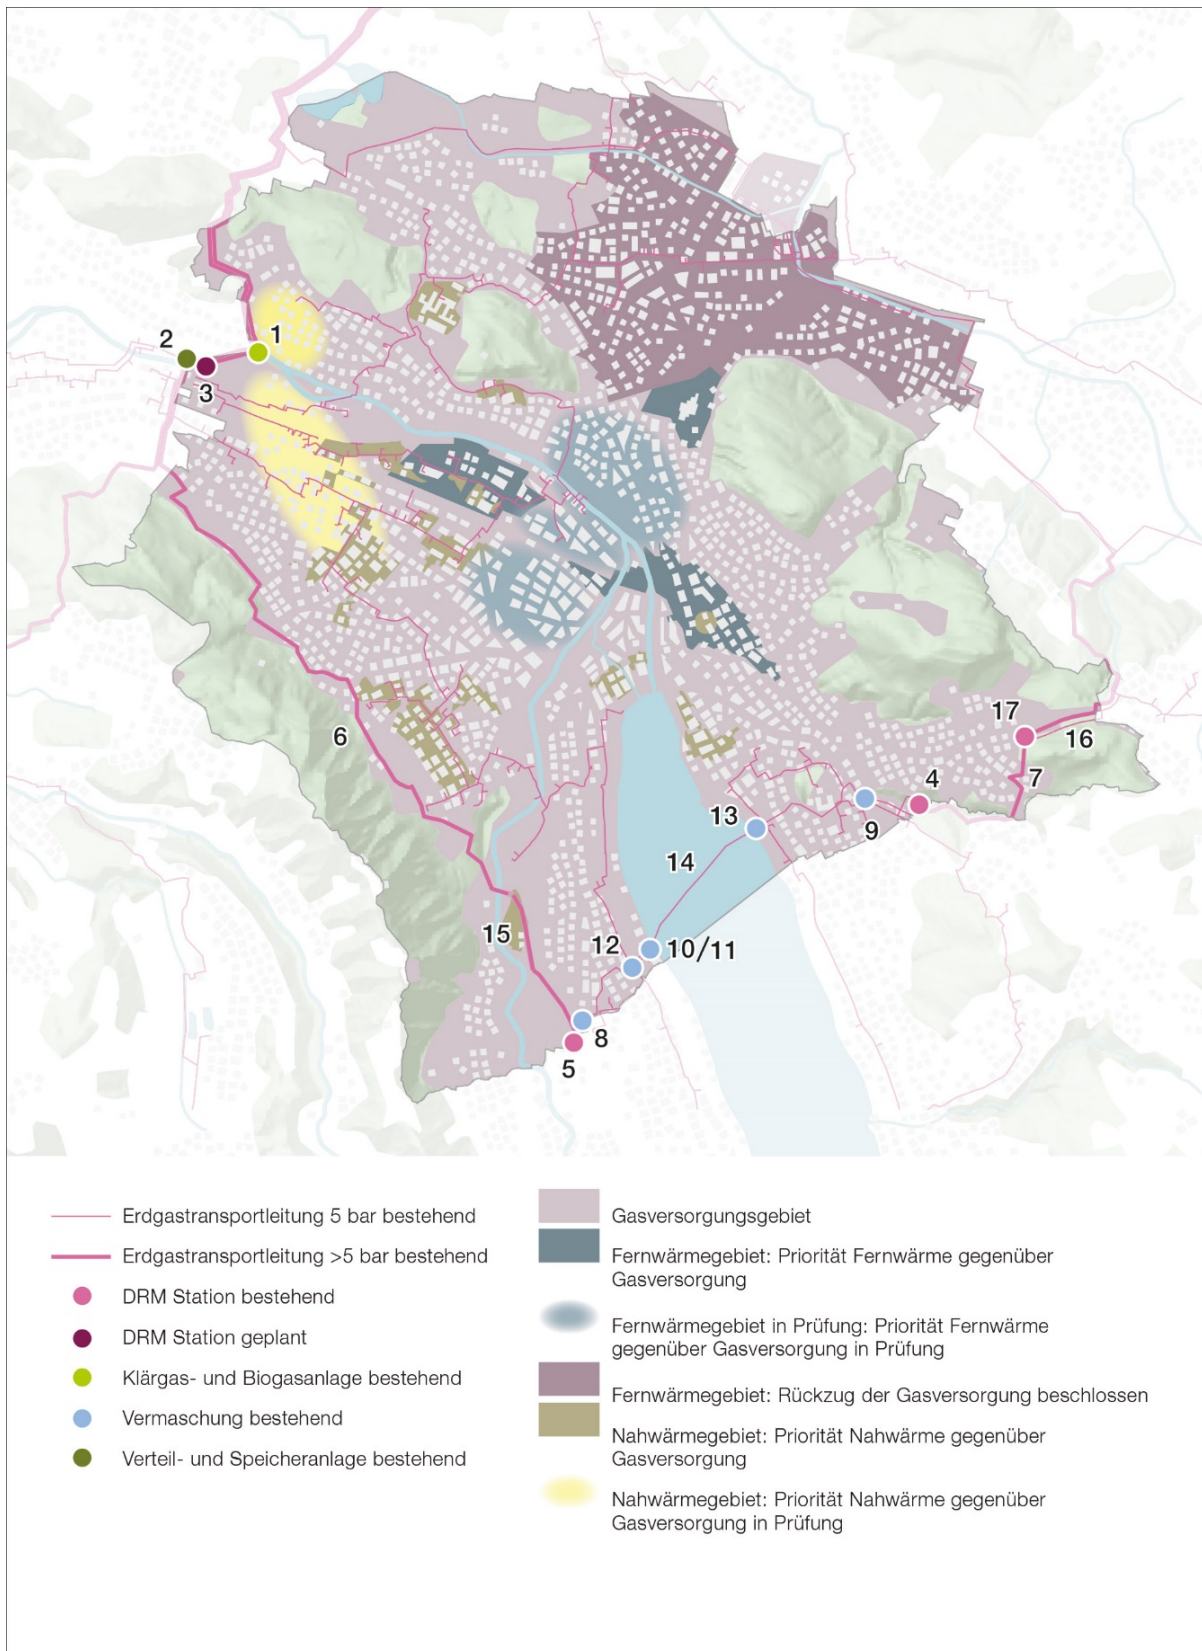 2
1
3
6
17
16
4
7
13
9
14
15
12
10/11
8
5
Erdgastransportleitung 5 bar bestehend
Erdgastransportleitung >5 bar bestehend
DRM Station bestehend
DRM Station geplant
Klärgas- und Biogasanlage bestehend
Vermaschung bestehend
Verteil- und Speicheranlage bestehend
Gasversorgungsgebiet
Fernwärmegebiet: Priorität Fernwärme gegenüber
Gasversorgung
Fernwärmegebiet in Prüfung: Priorität Fernwärme
gegenüber Gasversorgung in Prüfung
Fernwärmegebiet: Rückzug der Gasversorgung beschlossen
Nahwärmegebiet: Priorität Nahwärme gegenüber
Gasversorgung
Nahwärmegebiet: Priorität Nahwärme gegenüber
Gasversorgung in Prüfung